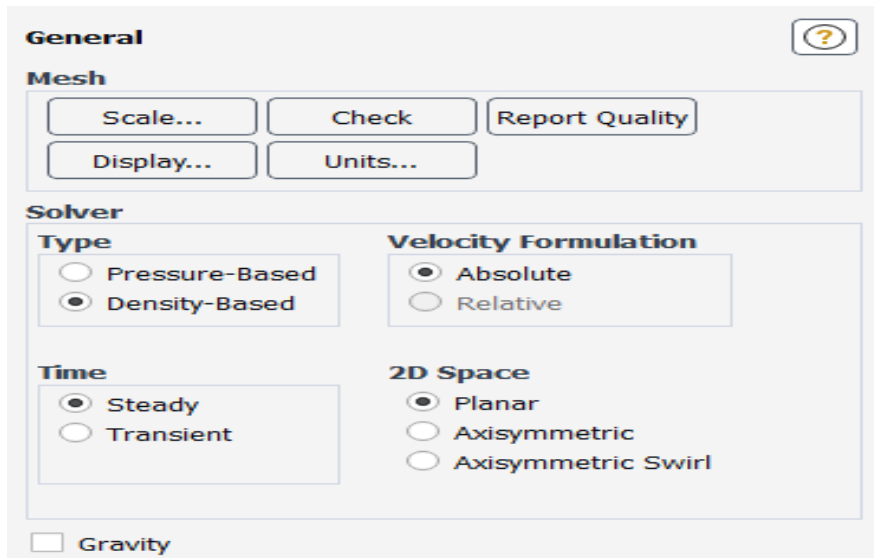 General
?
Mesh
Scale... Check Report Quality
Display... Units...
Solver
Type Velocity Formulation
Pressure-Based Absolute
Density-Based Relative
Time 2D Space
Steady Planar
Transient Axisymmetric
Axisymmetric Swirl
Gravity